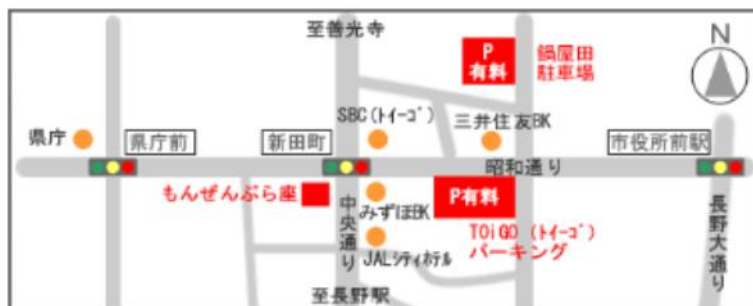 至善光寺
N
P
有料
鍋屋田
駐車場
SBC(ﾄｲｰｺﾞ)
三井住友BK
県庁
県庁前
新田町
市役所前駅
昭和通り
もんぜんぷら座
みずほBK
P有料
中央通り
TOiGO (ﾄｲｰｺﾞ)
パーキング
長野大通り
JALｼﾃｨﾎﾃﾙ
至長野駅